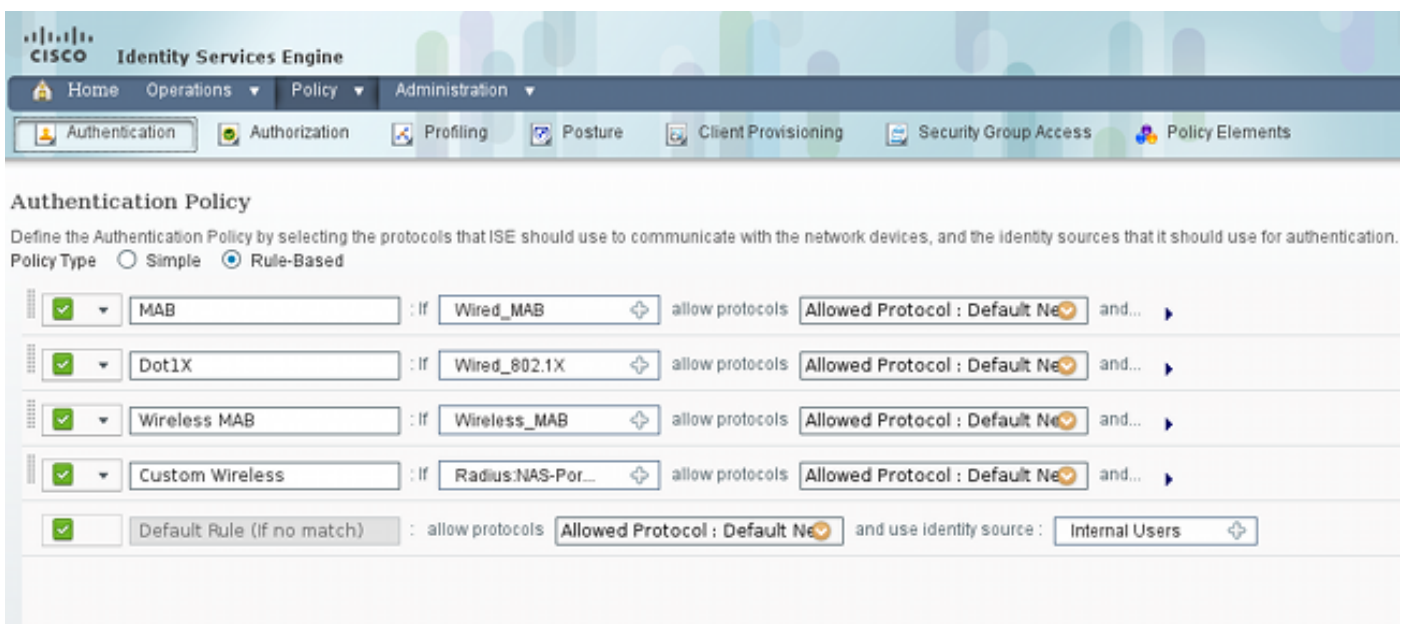 CISCO Identity Services Engine
Home Operations Policy Administration
Authentication Authorization Profiling Posture Client Provisioning Security Group Access Policy Elements
Authentication Policy
Define the Authentication Policy by selecting the protocols that ISE should use to communicate with the network devices, and the identity sources that it should use for authentication.
Policy Type Simple Rule-Based
MAB : If Wired_MAB allow protocols Allowed Protocol : Default Ne and...
Dot1X : If Wired_802.1X allow protocols Allowed Protocol : Default Ne and...
Wireless MAB : If Wireless_MAB allow protocols Allowed Protocol : Default Ne and...
Custom Wireless : If Radius:NAS-Por... allow protocols Allowed Protocol : Default Ne and...
Default Rule (If no match) : allow protocols Allowed Protocol : Default Ne and use identity source : Internal Users